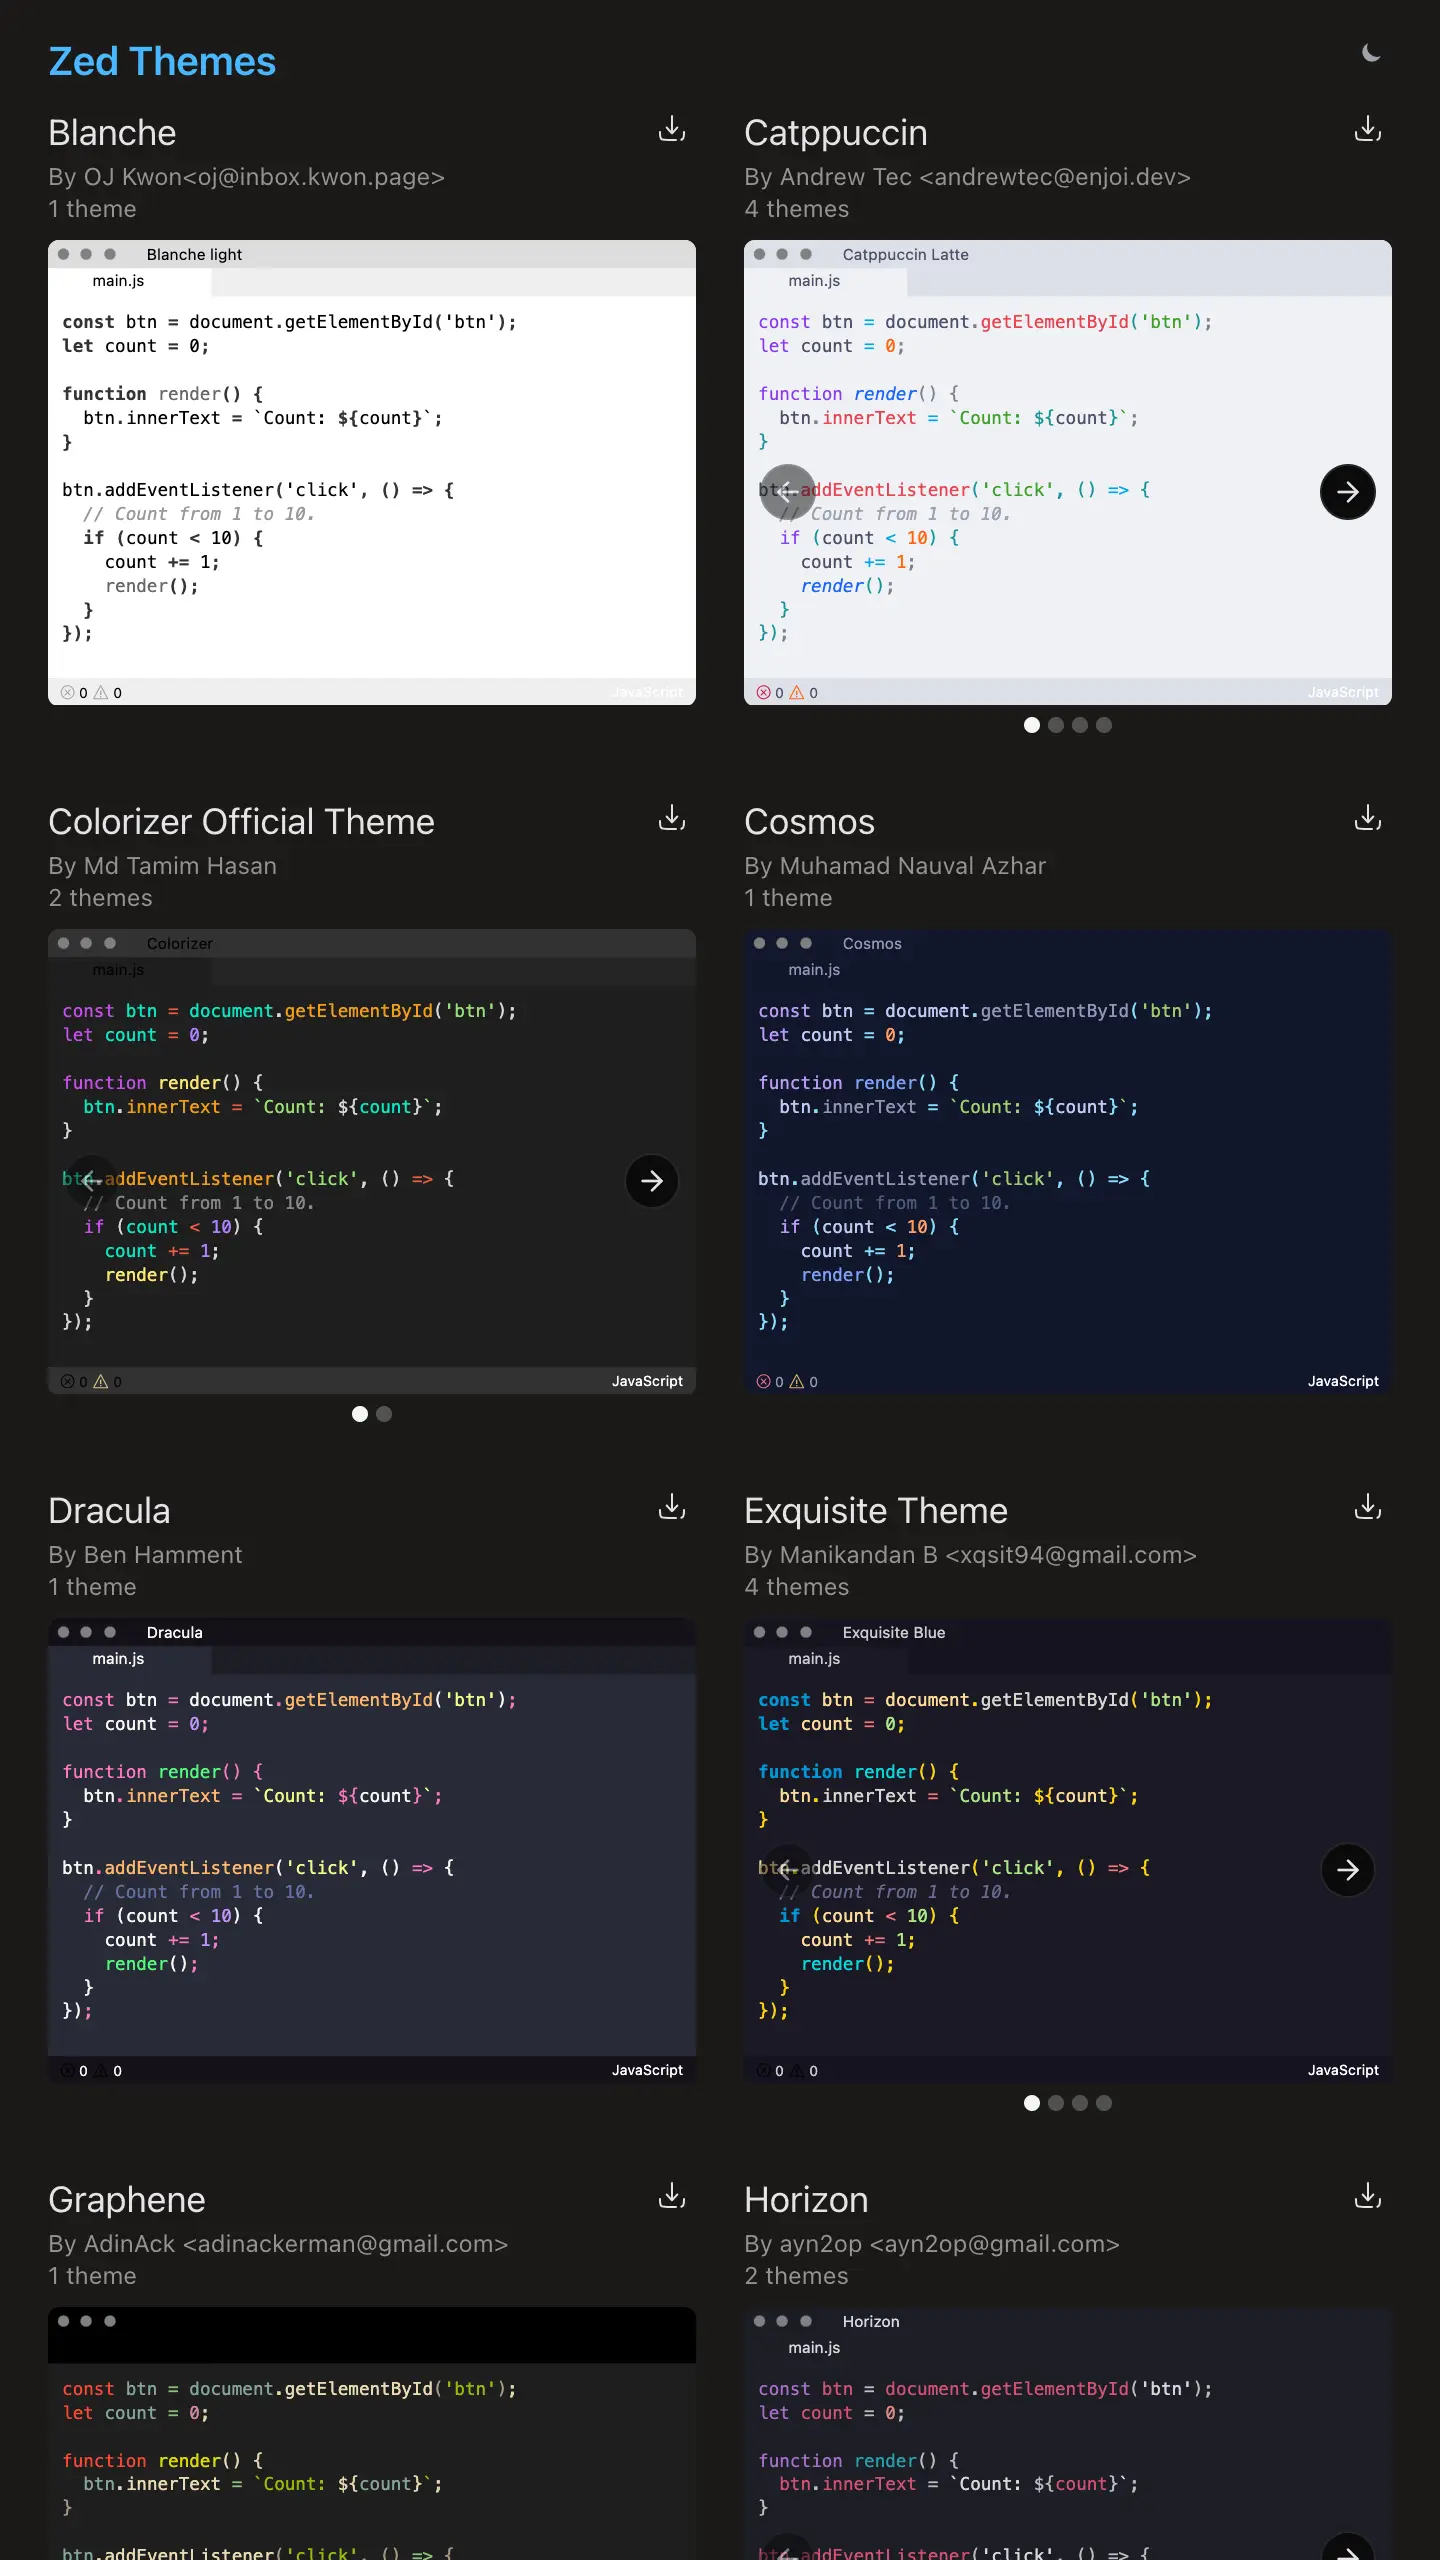 Zed Themes
Blanche
By OJ Kwon<oj@inbox.kwon.page>
1 theme
Blanche light
main.js
const btn = document.getElementById('btn');
let count = 0;
function render() {
  btn.innerText = `Count: ${count}`;
}
btn.addEventListener('click', () => {
  // Count from 1 to 10.
  if (count < 10) {
    count += 1;
    render();
  }
});
0 0 JavaScript
Catppuccin
By Andrew Tec <andrewtec@enjoi.dev>
4 themes
Catppuccin Latte
main.js
const btn = document.getElementById('btn');
let count = 0;
function render() {
  btn.innerText = `Count: ${count}`;
}
btn.addEventListener('click', () => {
  // Count from 1 to 10.
  if (count < 10) {
    count += 1;
    render();
  }
});
0 0 JavaScript
Colorizer Official Theme
By Md Tamim Hasan
2 themes
Colorizer
main.js
const btn = document.getElementById('btn');
let count = 0;
function render() {
  btn.innerText = `Count: ${count}`;
}
btn.addEventListener('click', () => {
  // Count from 1 to 10.
  if (count < 10) {
    count += 1;
    render();
  }
});
0 0 JavaScript
Cosmos
By Muhamad Nauval Azhar
1 theme
Cosmos
main.js
const btn = document.getElementById('btn');
let count = 0;
function render() {
  btn.innerText = `Count: ${count}`;
}
btn.addEventListener('click', () => {
  // Count from 1 to 10.
  if (count < 10) {
    count += 1;
    render();
  }
});
0 0 JavaScript
Dracula
By Ben Hamment
1 theme
Dracula
main.js
const btn = document.getElementById('btn');
let count = 0;
function render() {
  btn.innerText = `Count: ${count}`;
}
btn.addEventListener('click', () => {
  // Count from 1 to 10.
  if (count < 10) {
    count += 1;
    render();
  }
});
0 0 JavaScript
Exquisite Theme
By Manikandan B <xqsit94@gmail.com>
4 themes
Exquisite Blue
main.js
const btn = document.getElementById('btn');
let count = 0;
function render() {
  btn.innerText = `Count: ${count}`;
}
btn.addEventListener('click', () => {
  // Count from 1 to 10.
  if (count < 10) {
    count += 1;
    render();
  }
});
0 0 JavaScript
Graphene
By AdinAck <adinackerman@gmail.com>
1 theme
const btn = document.getElementById('btn');
let count = 0;
function render() {
  btn.innerText = `Count: ${count}`;
}
btn.addEventListener('click', () => {
Horizon
By ayn2op <ayn2op@gmail.com>
2 themes
Horizon
main.js
const btn = document.getElementById('btn');
let count = 0;
function render() {
  btn.innerText = `Count: ${count}`;
}
btn.addEventListener('click', () => {